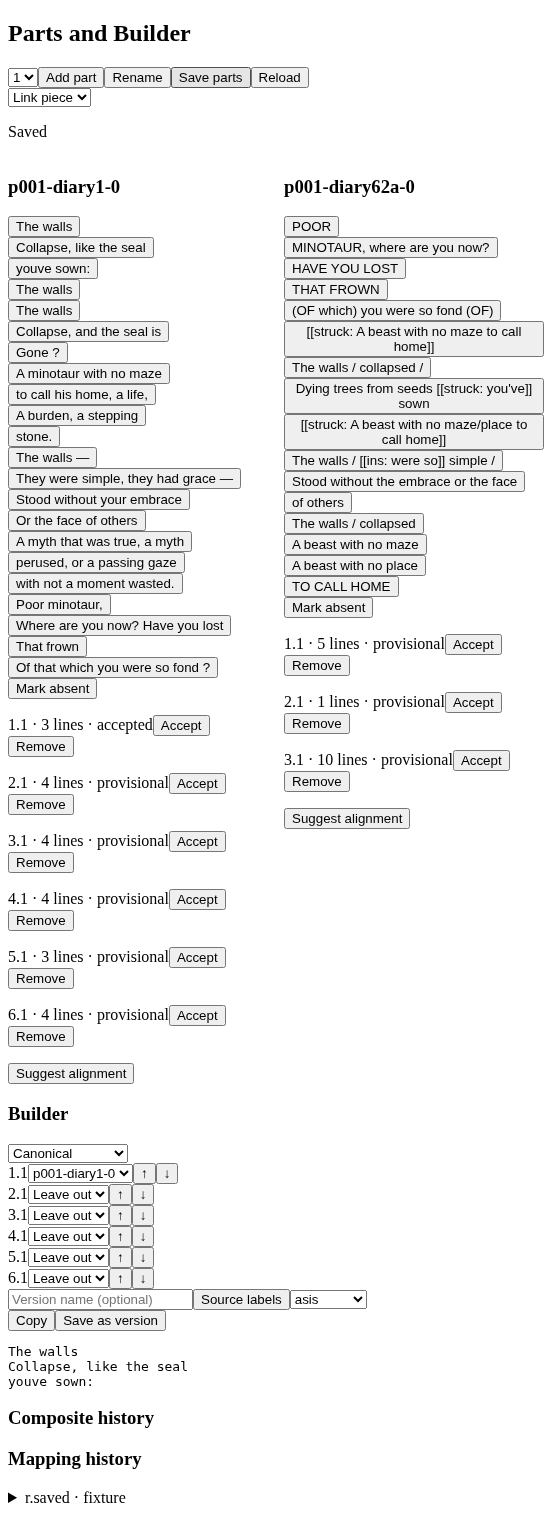 Parts and Builder
1 Add part Rename Save parts Reload
Link piece
Saved
p001-diary1-0
The walls
Collapse, like the seal
youve sown:
The walls
The walls
Collapse, and the seal is
Gone ?
A minotaur with no maze
to call his home, a life,
A burden, a stepping
stone.
The walls —
They were simple, they had grace —
Stood without your embrace
Or the face of others
A myth that was true, a myth
perused, or a passing gaze
with not a moment wasted.
Poor minotaur,
Where are you now? Have you lost
That frown
Of that which you were so fond ?
Mark absent
1.1 · 3 lines · accepted Accept
Remove
2.1 · 4 lines · provisional Accept
Remove
3.1 · 4 lines · provisional Accept
Remove
4.1 · 4 lines · provisional Accept
Remove
5.1 · 3 lines · provisional Accept
Remove
6.1 · 4 lines · provisional Accept
Remove
Suggest alignment
p001-diary62a-0
POOR
MINOTAUR, where are you now?
HAVE YOU LOST
THAT FROWN
(OF which) you were so fond (OF)
[[struck: A beast with no maze to call
home]]
The walls / collapsed /
Dying trees from seeds [[struck: you've]]
sown
[[struck: A beast with no maze/place to
call home]]
The walls / [[ins: were so]] simple /
Stood without the embrace or the face
of others
The walls / collapsed
A beast with no maze
A beast with no place
TO CALL HOME
Mark absent
1.1 · 5 lines · provisional Accept
Remove
2.1 · 1 lines · provisional Accept
Remove
3.1 · 10 lines · provisional Accept
Remove
Suggest alignment
Builder
Canonical
1.1 p001-diary1-0 ↑ ↓
2.1 Leave out ↑ ↓
3.1 Leave out ↑ ↓
4.1 Leave out ↑ ↓
5.1 Leave out ↑ ↓
6.1 Leave out ↑ ↓
Version name (optional) Source labels asis
Copy Save as version
The walls
Collapse, like the seal
youve sown:
Composite history
Mapping history
▶ r.saved · fixture